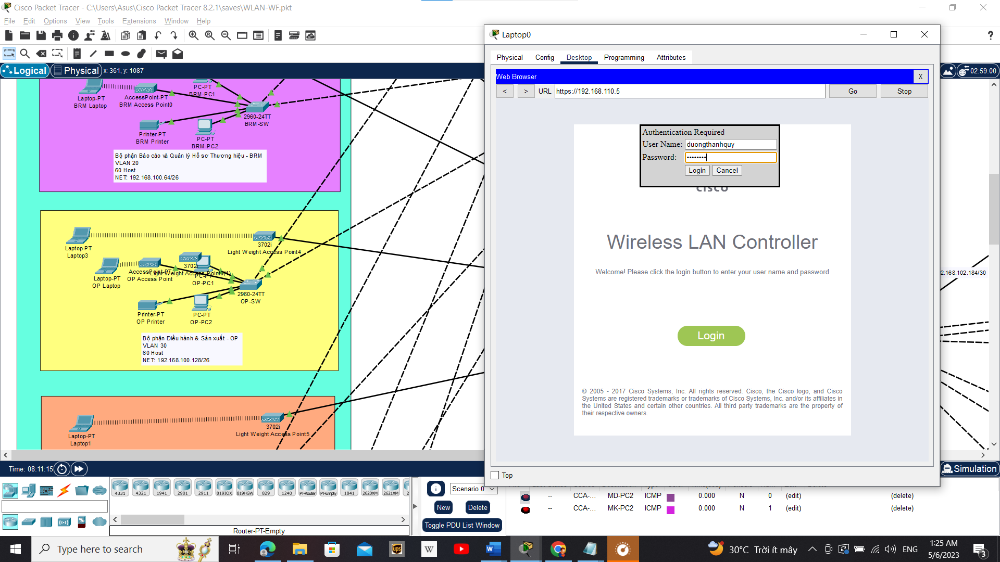 Cisco Packet Tracer - C:\Users\Asus\Cisco Packet Tracer 8.2.1\saves\WLAN-WF.pkt
File Edit Options View Tools Extensions Window Help
Logical Physical x: 361, y: 1087
02:59:00
Laptop-PT
BRM Laptop
AccessPoint-PT
BRM Access Point0
PC-PT
BRM-PC1
2960-24TT
BRM-SW
Printer-PT
BRM Printer
PC-PT
BRM-PC2
Bộ phận Báo cáo và Quản lý Hồ sơ Thương hiệu - BRM
VLAN 20
60 Host
NET: 192.168.100.64/26
Laptop-PT
Laptop3
3702i
Light Weight Access Point4
Laptop-PT
OP Laptop
AccessPoint-PT
OP Access Point
3702i
Light Weight Access Point0(1)
PC-PT
OP-PC1
2960-24TT
OP-SW
Printer-PT
OP Printer
PC-PT
OP-PC2
Bộ phận Điều hành & Sản xuất - OP
VLAN 30
60 Host
NET: 192.168.100.128/26
Laptop-PT
Laptop1
3702i
Light Weight Access Point5
2.168.102.184/30
Laptop0
Physical Config Desktop Programming Attributes
Web Browser X
< > URL https://192.168.110.5 Go Stop
Authentication Required
User Name: duongthanhquy
Password: ••••••••
Login Cancel
cisco
Wireless LAN Controller
Welcome! Please click the login button to enter your user name and password
Login
© 2005 - 2017 Cisco Systems, Inc. All rights reserved. Cisco, the Cisco logo, and Cisco
Systems are registered trademarks or trademarks of Cisco Systems, Inc. and/or its affiliates in
the United States and certain other countries. All third party trademarks are the property of
their respective owners.
Top
Time: 08:11:15
Simulation
4331 4321 1941 2901 2911 819IOX 819HGW 829 1240 PT-Router PT-Empty 1841 2620XM 2621XM 2
Router-PT-Empty
Scenario 0
New Delete
Toggle PDU List Window
-- CCA-... MD-PC2 ICMP 0.000 N 0 (edit) (delete)
-- CCA-... MK-PC2 ICMP 0.000 N 1 (edit) (delete)
Type here to search
ups
W
30°C Trời ít mây
ENG
1:25 AM
5/6/2023
3